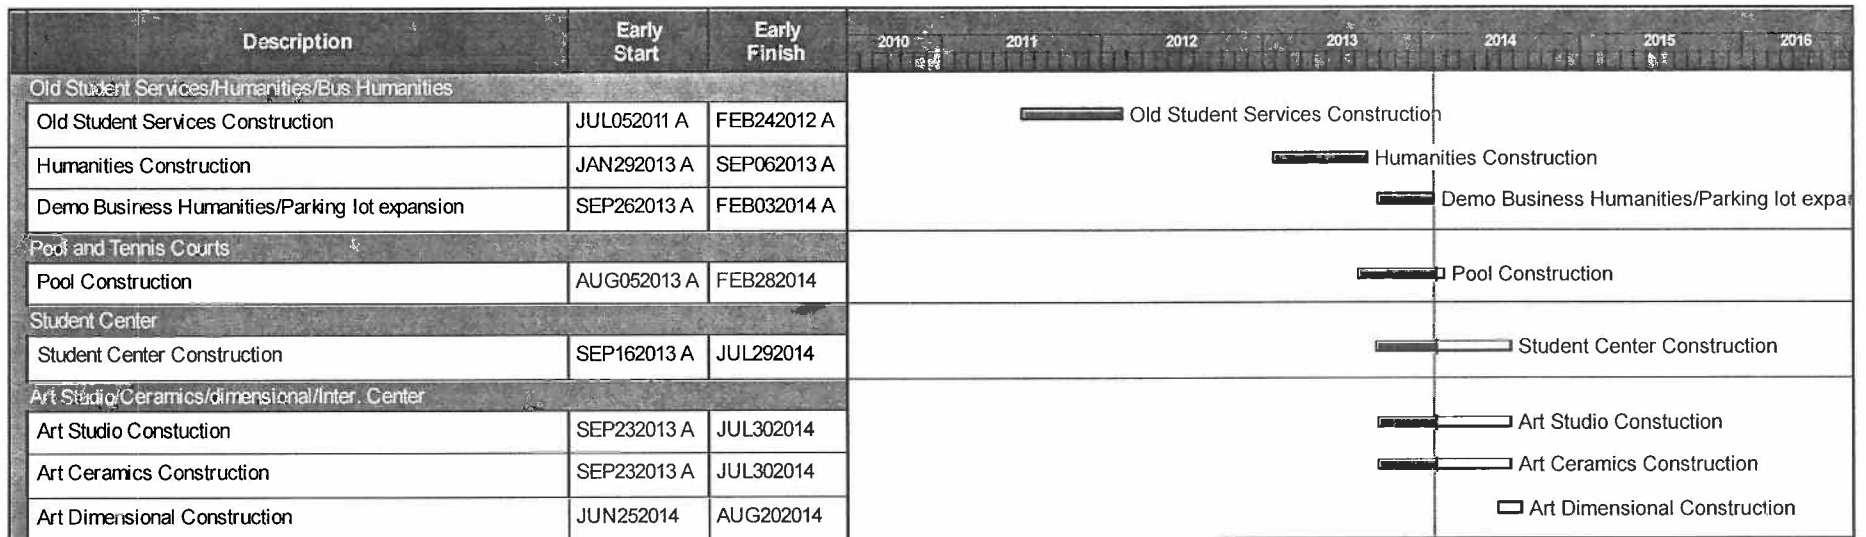 Description Early Start Early Finish 2010 2011 2012 2013 2014 2015 2016
Old Student Services/Humanities/Bus Humanities
Old Student Services Construction JUL052011 A FEB242012 A Old Student Services Construction
Humanities Construction JAN292013 A SEP062013 A Humanities Construction
Demo Business Humanities/Parking lot expansion SEP262013 A FEB032014 A Demo Business Humanities/Parking lot expa
Pool and Tennis Courts
Pool Construction AUG052013 A FEB282014 Pool Construction
Student Center
Student Center Construction SEP162013 A JUL292014 Student Center Construction
Art Studio/Ceramics/dimensional/Inter. Center
Art Studio Constuction SEP232013 A JUL302014 Art Studio Constuction
Art Ceramics Construction SEP232013 A JUL302014 Art Ceramics Construction
Art Dimensional Construction JUN252014 AUG202014 Art Dimensional Construction